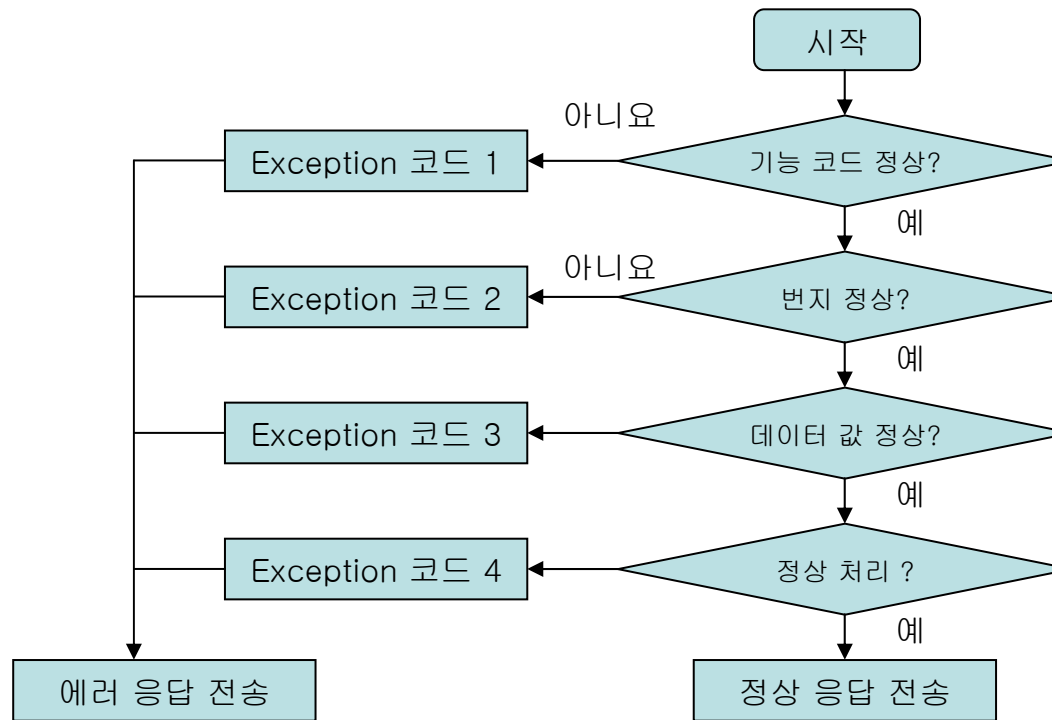 시작
아니요
Exception 코드 1
기능 코드 정상?
예
아니요
Exception 코드 2
번지 정상?
예
Exception 코드 3
데이터 값 정상?
예
Exception 코드 4
정상 처리 ?
예
에러 응답 전송
정상 응답 전송